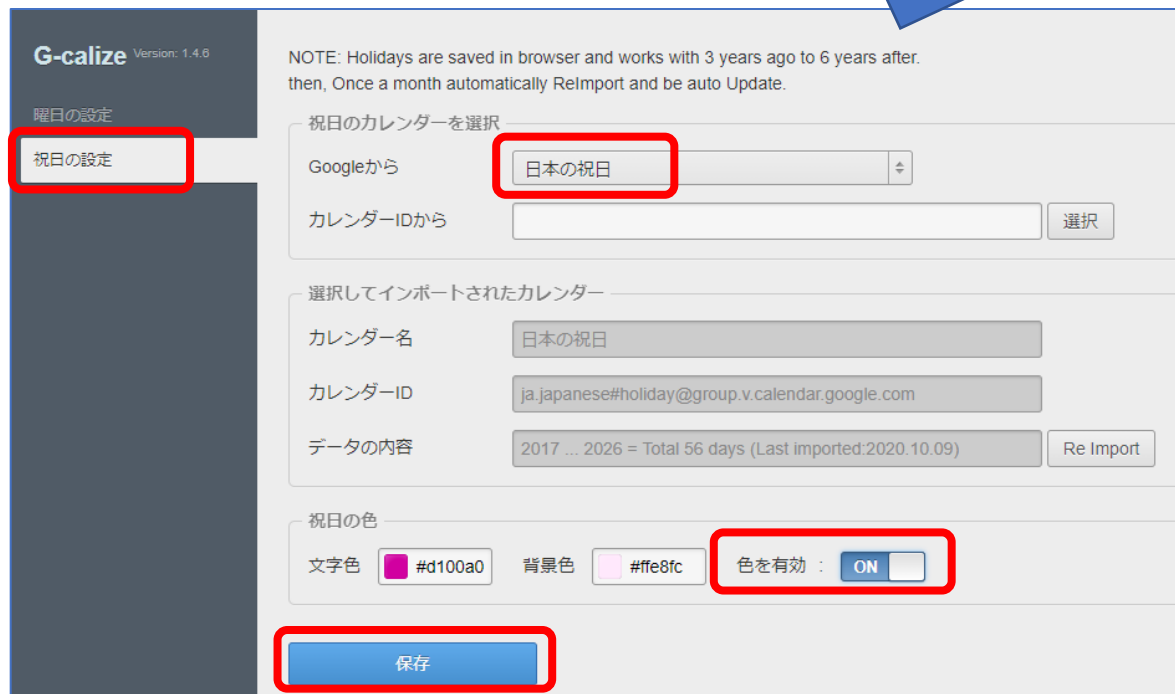 G-calize Version: 1.4.6
曜日の設定
祝日の設定
NOTE: Holidays are saved in browser and works with 3 years ago to 6 years after.
then, Once a month automatically ReImport and be auto Update.
祝日のカレンダーを選択
Googleから 日本の祝日
カレンダーIDから 選択
選択してインポートされたカレンダー
カレンダー名 日本の祝日
カレンダーID ja.japanese#holiday@group.v.calendar.google.com
データの内容 2017 ... 2026 = Total 56 days (Last imported:2020.10.09) Re Import
祝日の色
文字色 #d100a0 背景色 #ffe8fc 色を有効 : ON
保存